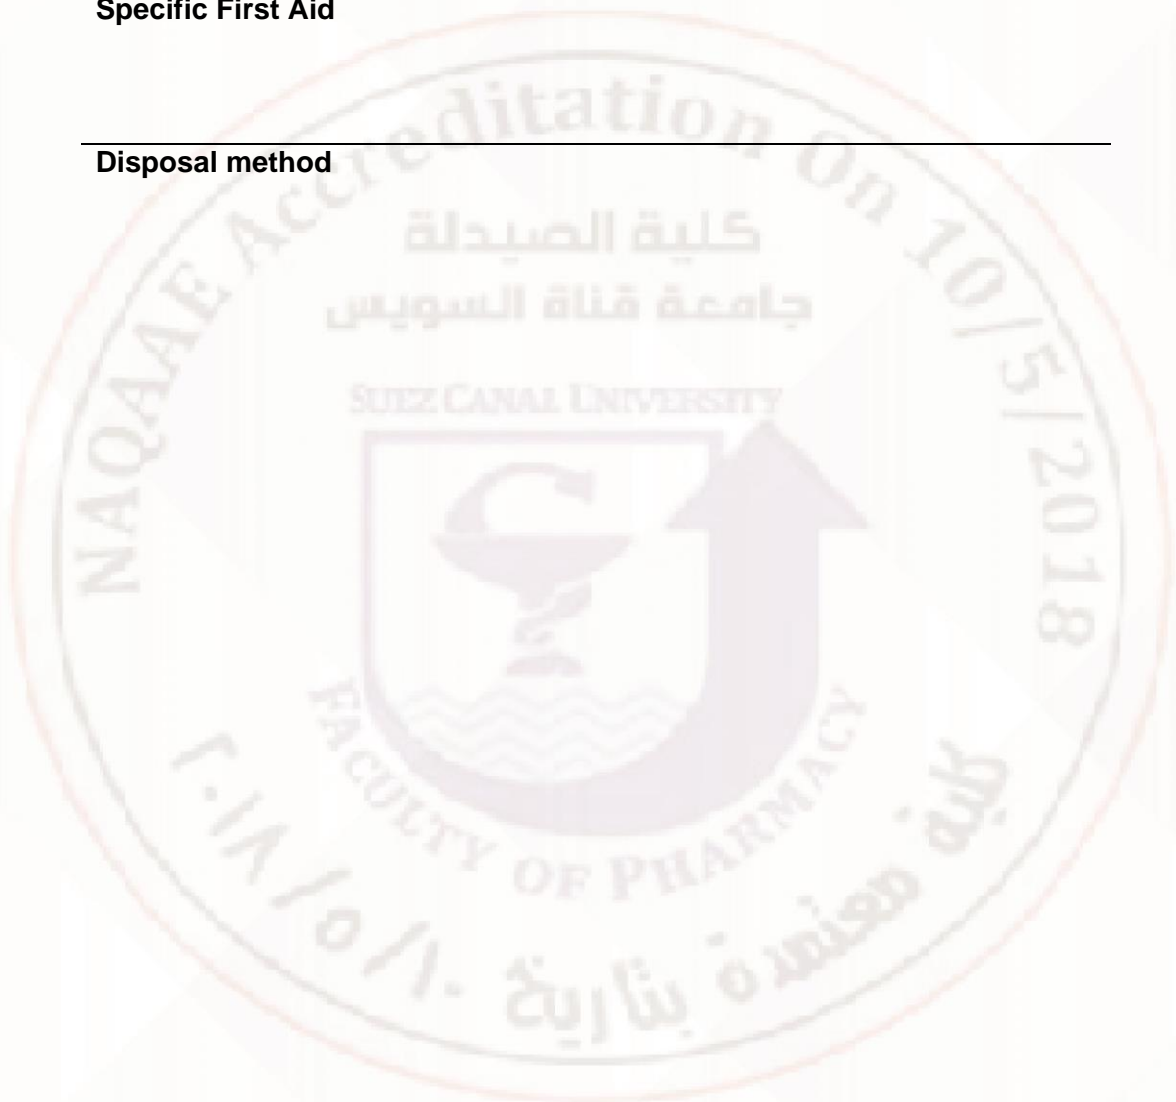 Specific First Aid
Disposal method
NAQAAE Accreditation On 10/5/2018
كلية الصيدلة
جامعة قناة السويس
SUEZ CANAL UNIVERSITY
FACULTY OF PHARMACY
كلية معتمدة بتاريخ ٢٠١٨/٥/١٠